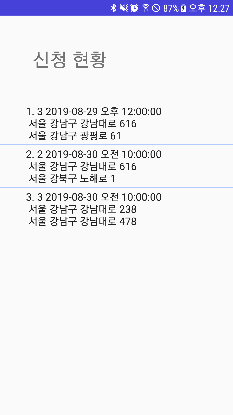 87% 오후 12:27
신청 현황
1. 3 2019-08-29 오후 12:00:00
서울 강남구 강남대로 616
서울 강남구 광평로 61
2. 2 2019-08-30 오전 10:00:00
서울 강남구 강남대로 616
서울 강북구 노해로 1
3. 3 2019-08-30 오전 10:00:00
서울 강남구 강남대로 238
서울 강남구 강남대로 478